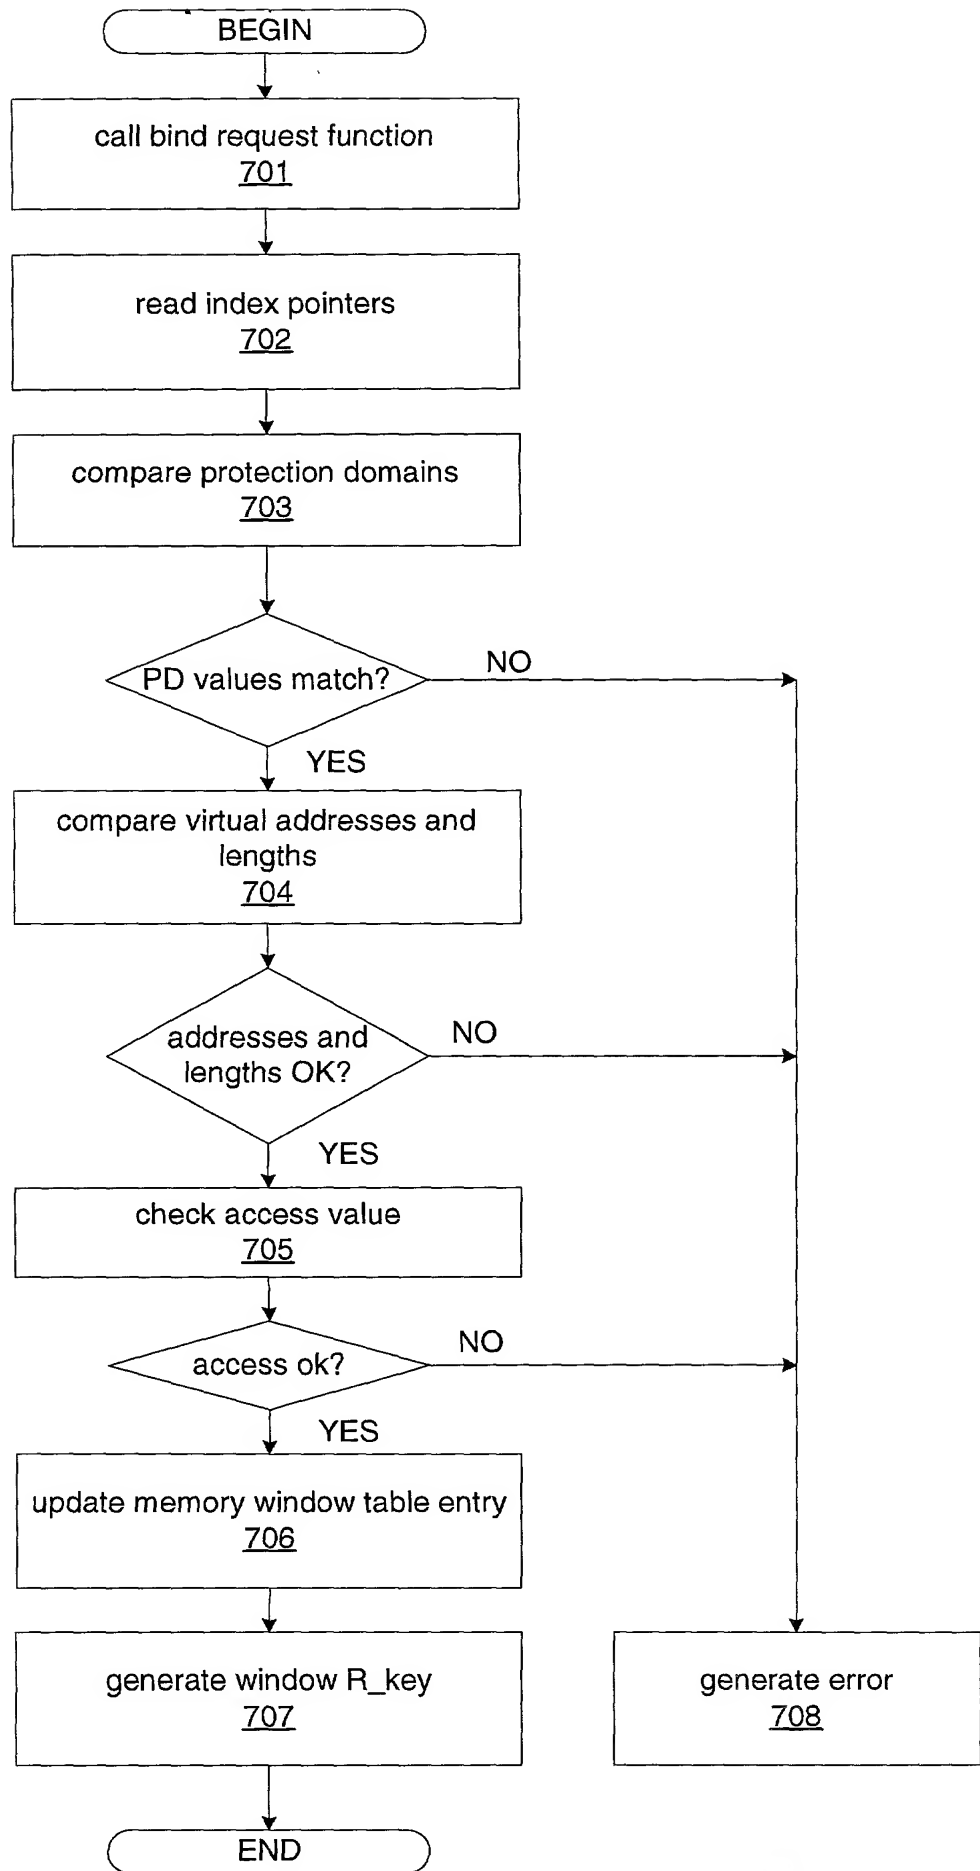 BEGIN
call bind request function
701
read index pointers
702
compare protection domains
703
PD values match?
NO
YES
compare virtual addresses and
lengths
704
addresses and
lengths OK?
NO
YES
check access value
705
access ok?
NO
YES
update memory window table entry
706
generate window R_key
707
generate error
708
END